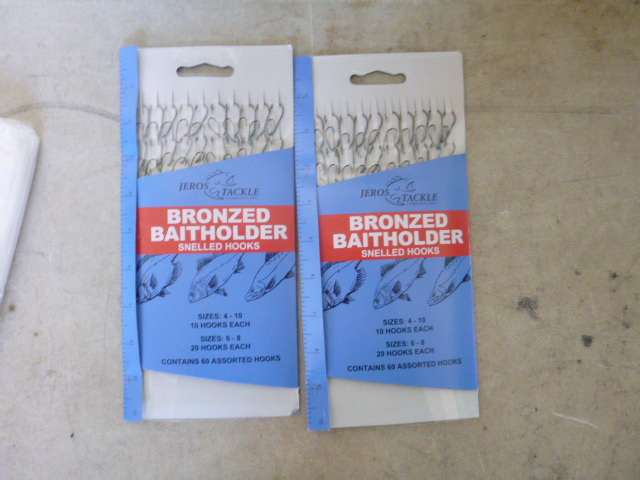 JEROS TACKLE
BRONZED
BAITHOLDER
SNELLED HOOKS
SIZES: 4 - 10
10 HOOKS EACH
SIZES: 6 - 8
20 HOOKS EACH
CONTAINS 60 ASSORTED HOOKS
JEROS TACKLE
BRONZED
BAITHOLDER
SNELLED HOOKS
SIZES: 4 - 10
10 HOOKS EACH
SIZES: 6 - 8
20 HOOKS EACH
CONTAINS 60 ASSORTED HOOKS